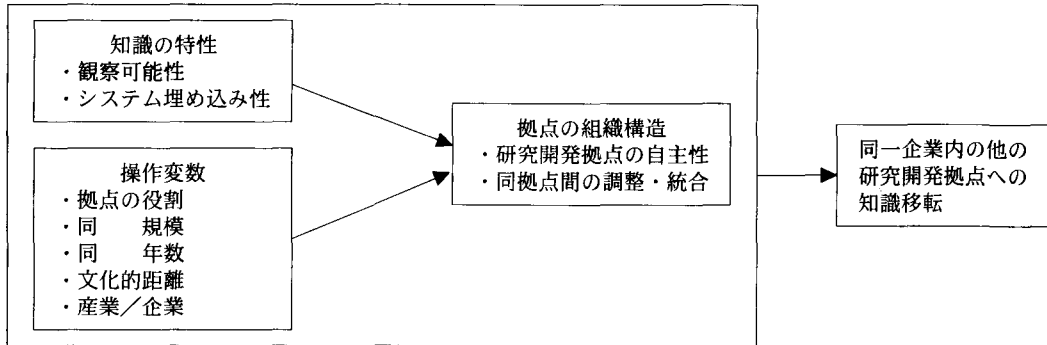 知識の特性
・観察可能性
・システム埋め込み性
操作変数
・拠点の役割
・同　　規模
・同　　年数
・文化的距離
・産業／企業
拠点の組織構造
・研究開発拠点の自主性
・同拠点間の調整・統合
同一企業内の他の
研究開発拠点への
知識移転